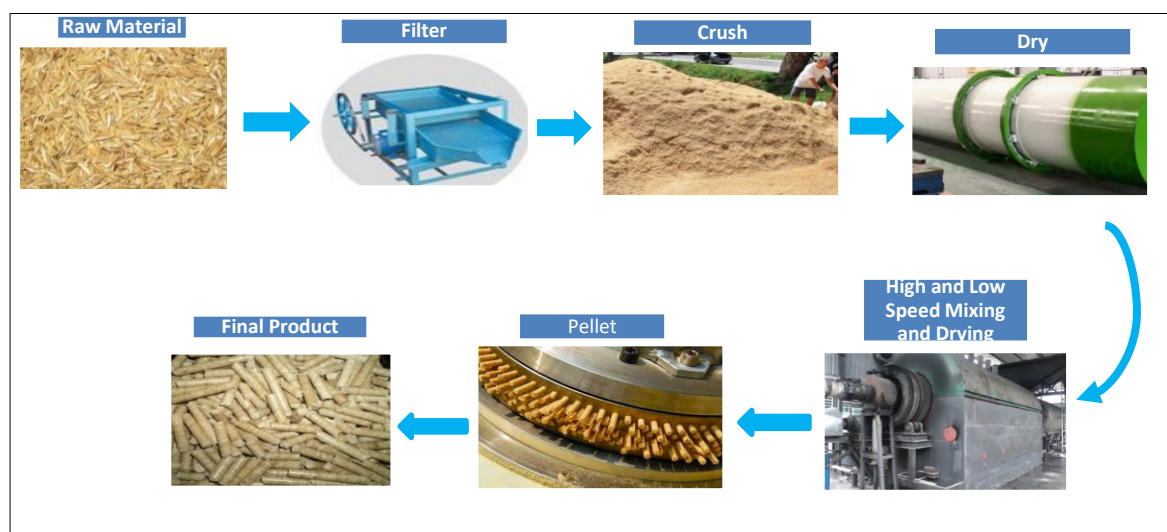 Raw Material
Filter
Crush
Dry
High and Low
Speed Mixing
and Drying
Pellet
Final Product